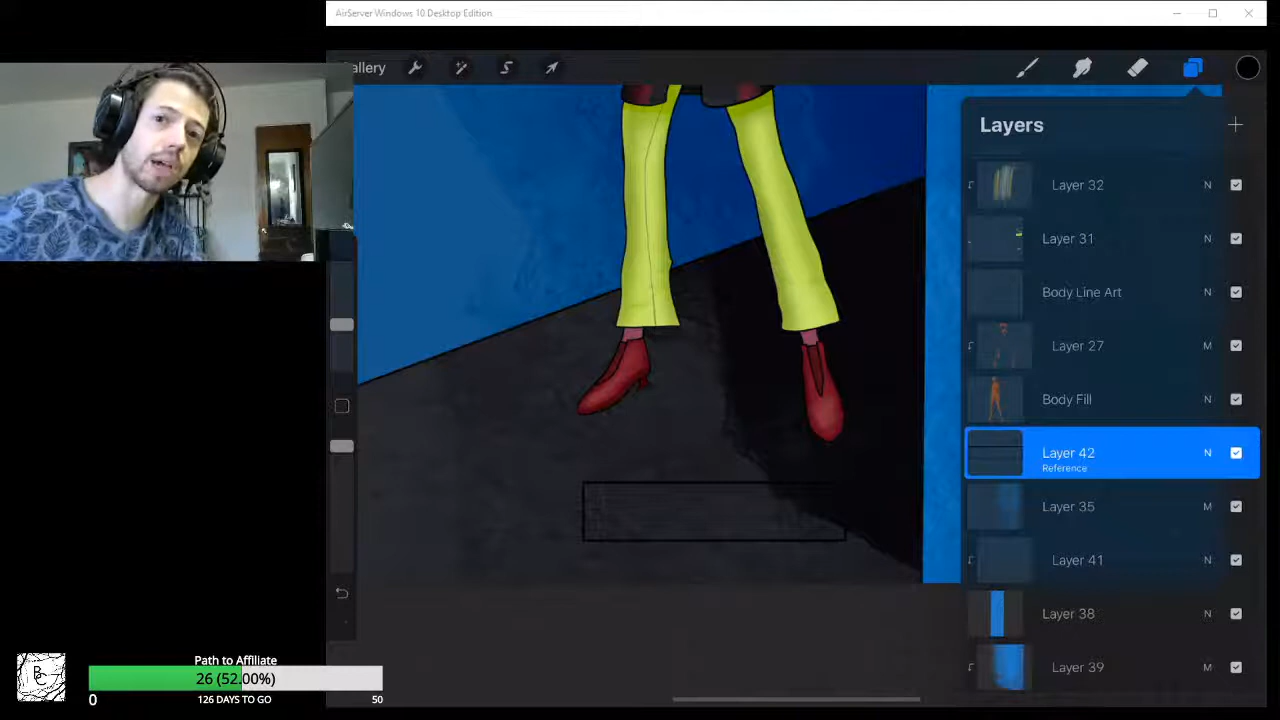 AirServer Windows 10 Desktop Edition
allery
Layers
Layer 32 N
Layer 31 N
Body Line Art N
Layer 27 M
Body Fill N
Layer 42 N
Reference
Layer 35 M
Layer 41 N
Layer 38 N
Layer 39 M
Path to Affiliate
26 (52.00%)
0 126 DAYS TO GO 50